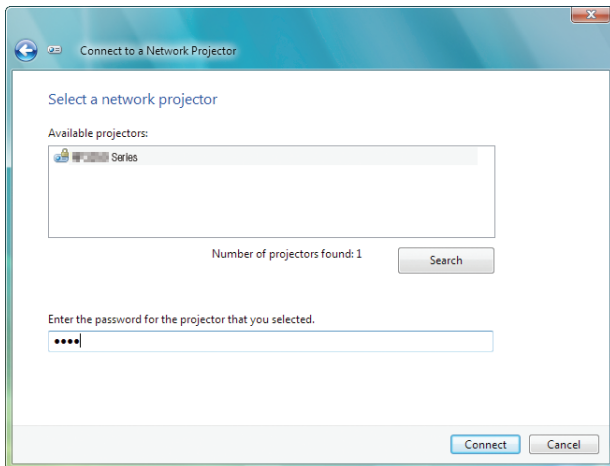 Connect to a Network Projector
Select a network projector
Available projectors:
Series
Number of projectors found: 1
Search
Enter the password for the projector that you selected.
••••
Connect
Cancel